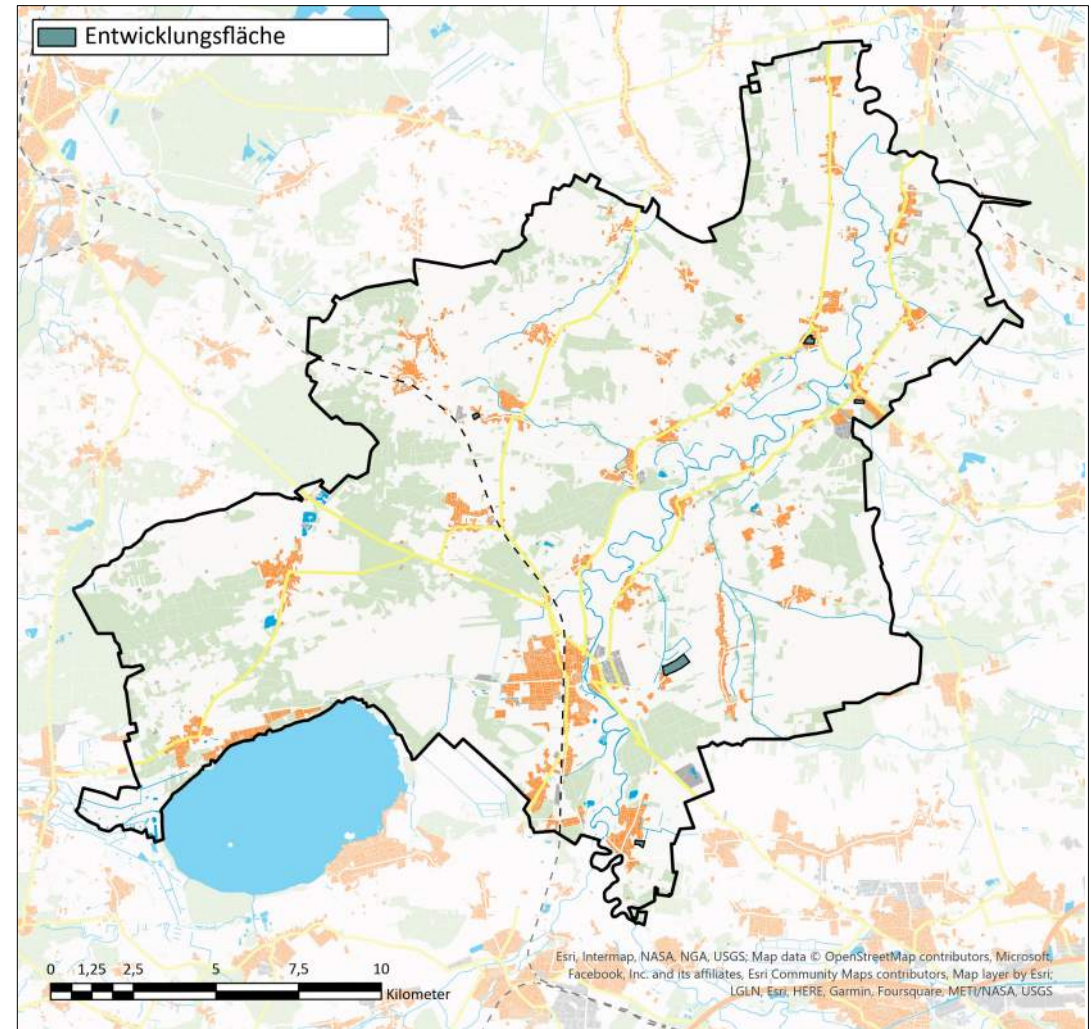 Entwicklungsfläche
Esri, Intermap, NASA, NGA, USGS; Map data © OpenStreetMap contributors, Microsoft,
Facebook, Inc. and its affiliates, Esri Community Maps contributors, Map layer by Esri;
LGLN, Esri, HERE, Garmin, Foursquare, METI/NASA, USGS
0 1,25 2,5 5 7,5 10
Kilometer